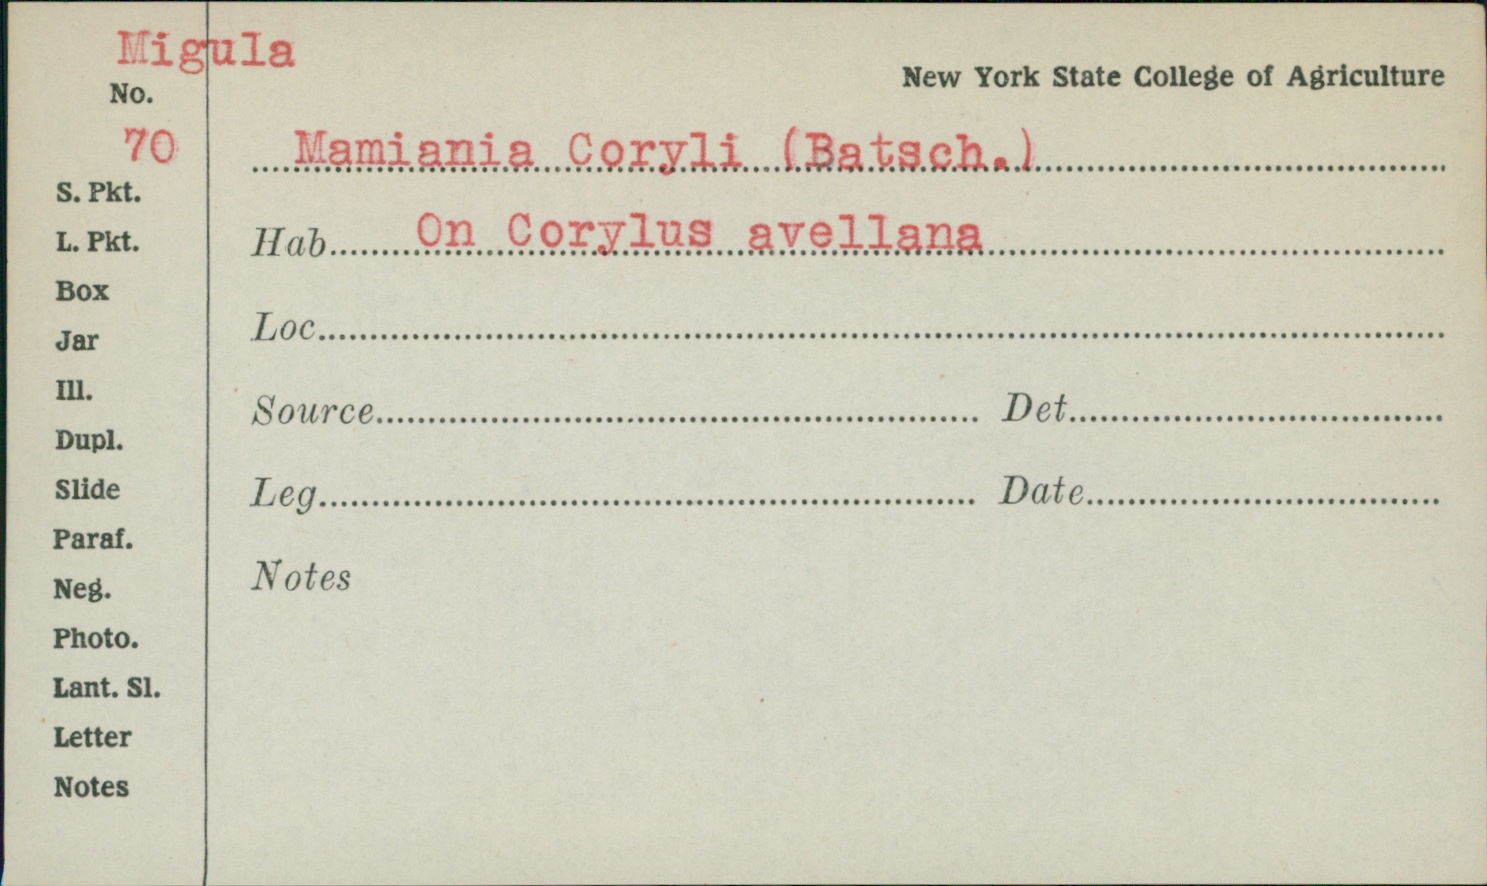 Migula
New York State College of Agriculture
No.
70
Mamiania Coryli (Batsch.)
S. Pkt.
Hab. On Corylus avellana
L. Pkt.
Box
Loc.
Jar
Ill.
Source Det.
Dupl.
Slide
Leg. Date
Paraf.
Notes
Neg.
Photo.
Lant. Sl.
Letter
Notes